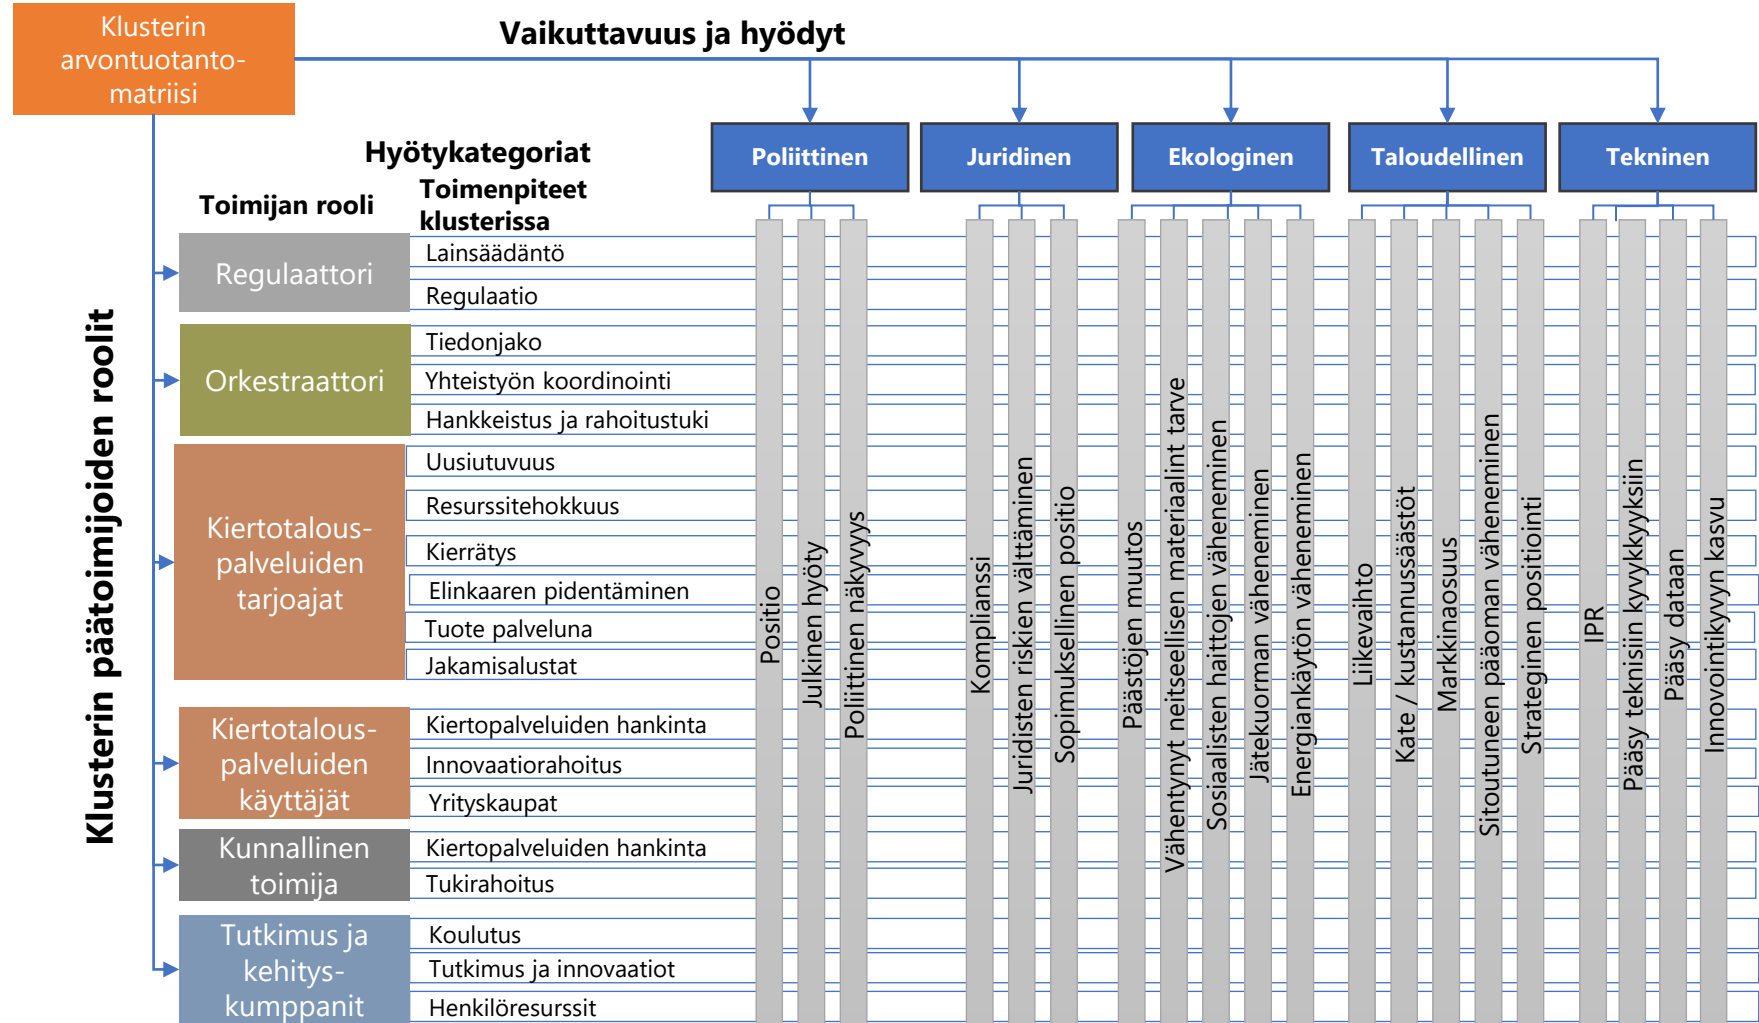 Klusterin
arvontuotanto-
matriisi
Vaikuttavuus ja hyödyt
Hyötykategoriat
Poliittinen
Juridinen
Ekologinen
Taloudellinen
Tekninen
Toimijan rooli
Toimenpiteet
klusterissa
Klusterin päätoimijoiden roolit
Regulaattori
Lainsäädäntö
Regulaatio
Orkestraattori
Tiedonjako
Yhteistyön koordinointi
Hankkeistus ja rahoitustuki
Kiertotalous-
palveluiden
tarjoajat
Uusiutuvuus
Resurssitehokkuus
Kierrätys
Elinkaaren pidentäminen
Tuote palveluna
Jakamisalustat
Kiertotalous-
palveluiden
käyttäjät
Kiertopalveluiden hankinta
Innovaatiorahoitus
Yrityskaupat
Kunnallinen
toimija
Kiertopalveluiden hankinta
Tukirahoitus
Tutkimus ja
kehitys-
kumppanit
Koulutus
Tutkimus ja innovaatiot
Henkilöresurssit
Positio
Julkinen hyöty
Poliittinen näkyvyys
Komplianssi
Juridisten riskien välttäminen
Sopimuksellinen positio
Päästöjen muutos
Vähentynyt neitseellisen materiaalint tarve
Sosiaalisten haittojen väheneminen
Jätekuorman väheneminen
Energiankäytön väheneminen
Liikevaihto
Kate / kustannussäästöt
Markkinaosuus
Sitoutuneen pääoman väheneminen
Strateginen positiointi
IPR
Pääsy teknisiin kyvykkyyksiin
Pääsy dataan
Innovointikyvyn kasvu